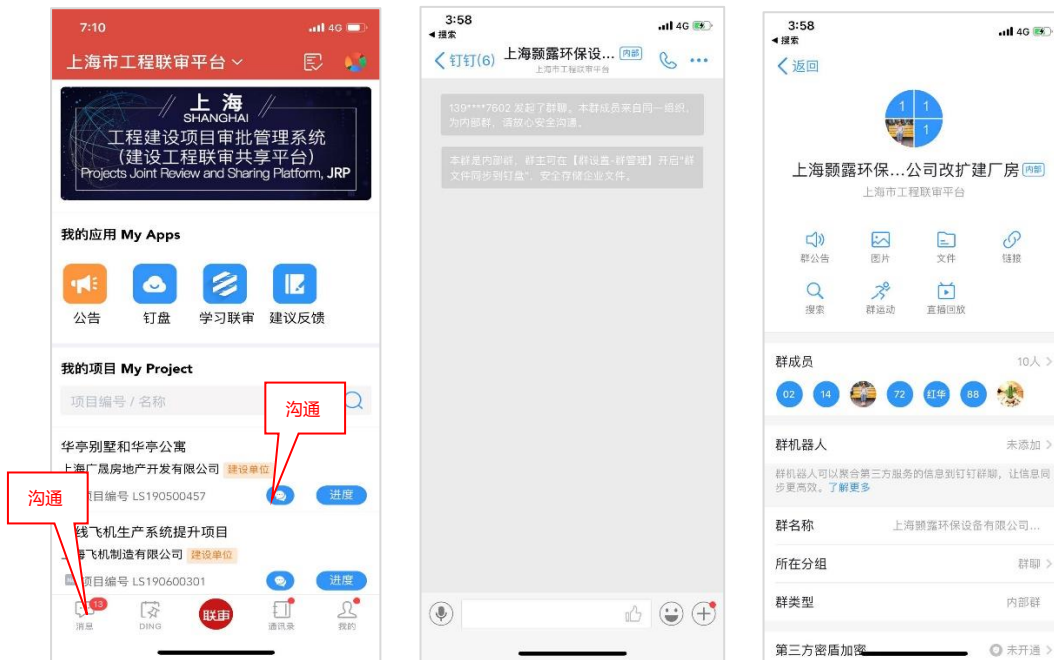 7:10
4G
上海市工程联审平台
上 海
SHANGHAI
工程建设项目审批管理系统
(建设工程联审共享平台)
Projects Joint Review and Sharing Platform, JRP
我的应用 My Apps
公告
钉盘
学习联审
建议反馈
我的项目 My Project
项目编号 / 名称
沟通
华亭别墅和华亭公寓
上海广晟房地产开发有限公司 建设单位
沟通
项目编号 LS190500457
进度
线飞机生产系统提升项目
上海飞机制造有限公司 建设单位
项目编号 LS190600301
进度
13
消息
DING
联审
通讯录
我的
3:58
4G
搜索
钉钉(6)
上海颢露环保设... 内部
上海市工程联审平台
139****7602 发起了群聊。本群成员来自同一组织,
为内部群,请放心安全沟通。
本群是内部群,群主可在【群设置-群管理】开启"群
文件同步到钉盘",安全存储企业文件。
3:58
4G
搜索
返回
1
1
1
上海颢露环保...公司改扩建厂房 内部
上海市工程联审平台
群公告
图片
文件
链接
搜索
群运动
直播回放
群成员
10人
02
14
72
红华
88
群机器人
未添加
群机器人可以聚合第三方服务的信息到钉钉群聊,让信息同
步更高效。了解更多
群名称
上海颢露环保设备有限公司...
所在分组
群聊
群类型
内部群
第三方密盾加密
未开通